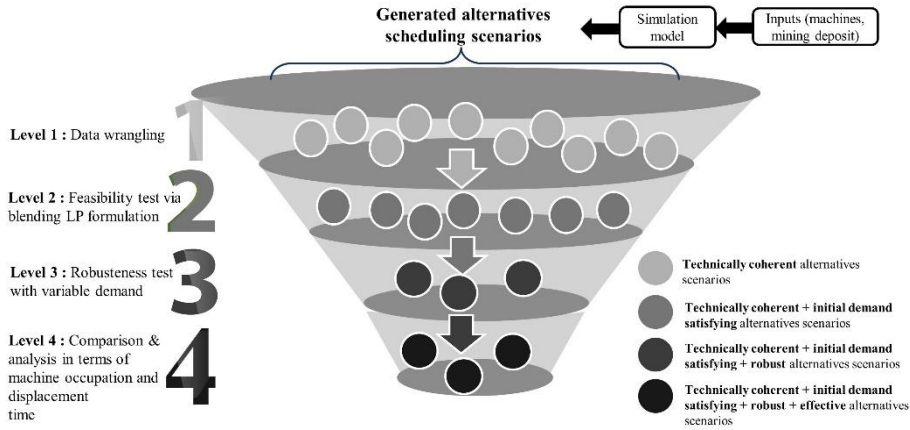 Generated alternatives
scheduling scenarios
Simulation
model
Inputs (machines,
mining deposit)
1
Level 1 : Data wrangling
2
Level 2 : Feasibility test via
blending LP formulation
3
Level 3 : Robusteness test
with variable demand
4
Level 4 : Comparison &
analysis in terms of
machine occupation and
displacement
time
Technically coherent alternatives
scenarios
Technically coherent + initial demand
satisfying alternatives scenarios
Technically coherent + initial demand
satisfying + robust alternatives scenarios
Technically coherent + initial demand
satisfying + robust + effective alternatives
scenarios